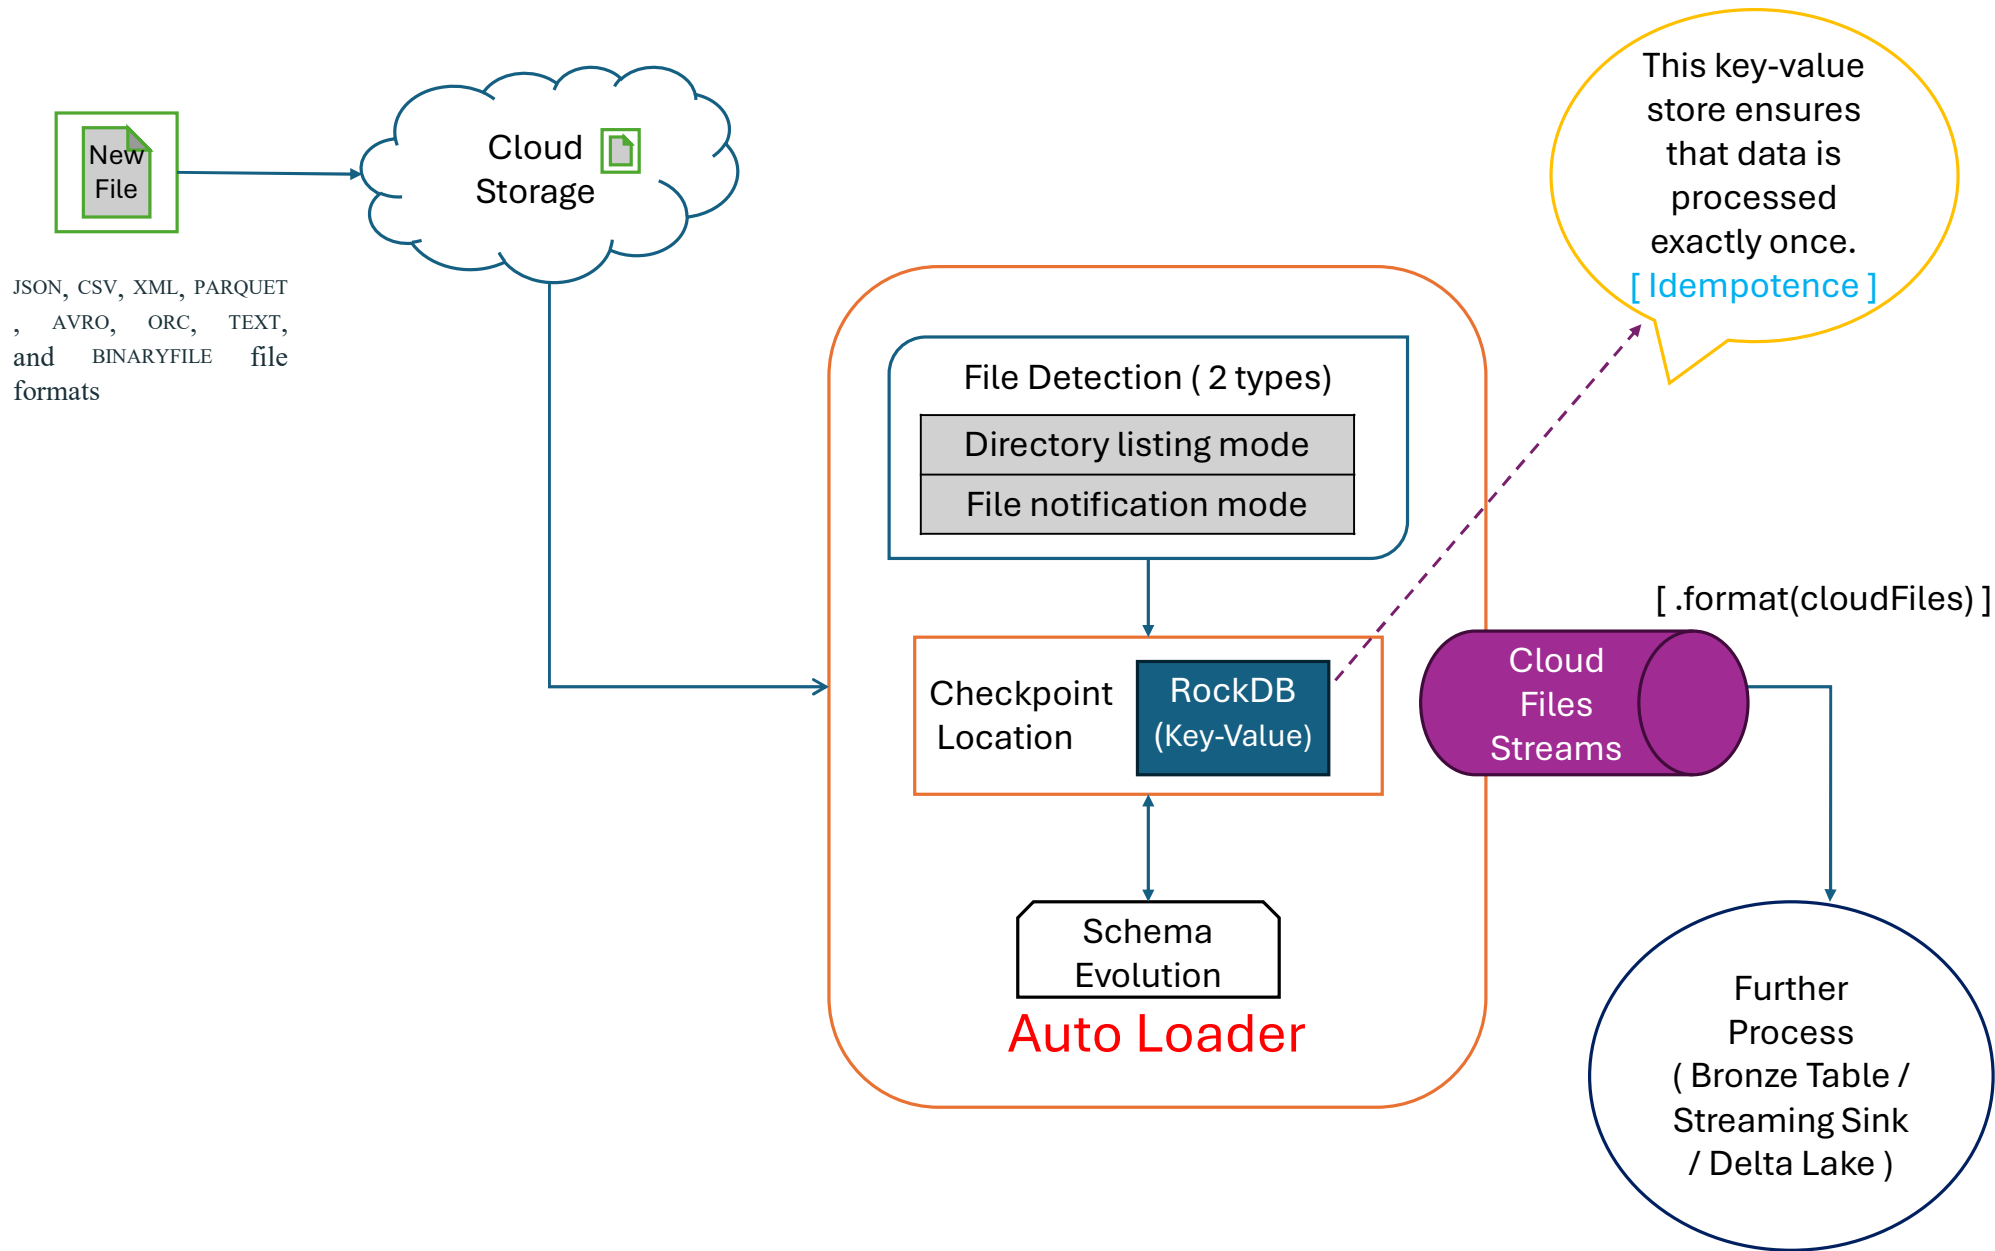 New
File
JSON, CSV, XML, PARQUET
, AVRO, ORC, TEXT,
and BINARYFILE file
formats
Cloud
Storage
This key-value
store ensures
that data is
processed
exactly once.
[ Idempotence ]
File Detection ( 2 types)
Directory listing mode
File notification mode
Checkpoint
Location
RockDB
(Key-Value)
Schema
Evolution
Auto Loader
[ .format(cloudFiles) ]
Cloud
Files
Streams
Further
Process
( Bronze Table /
Streaming Sink
/ Delta Lake )